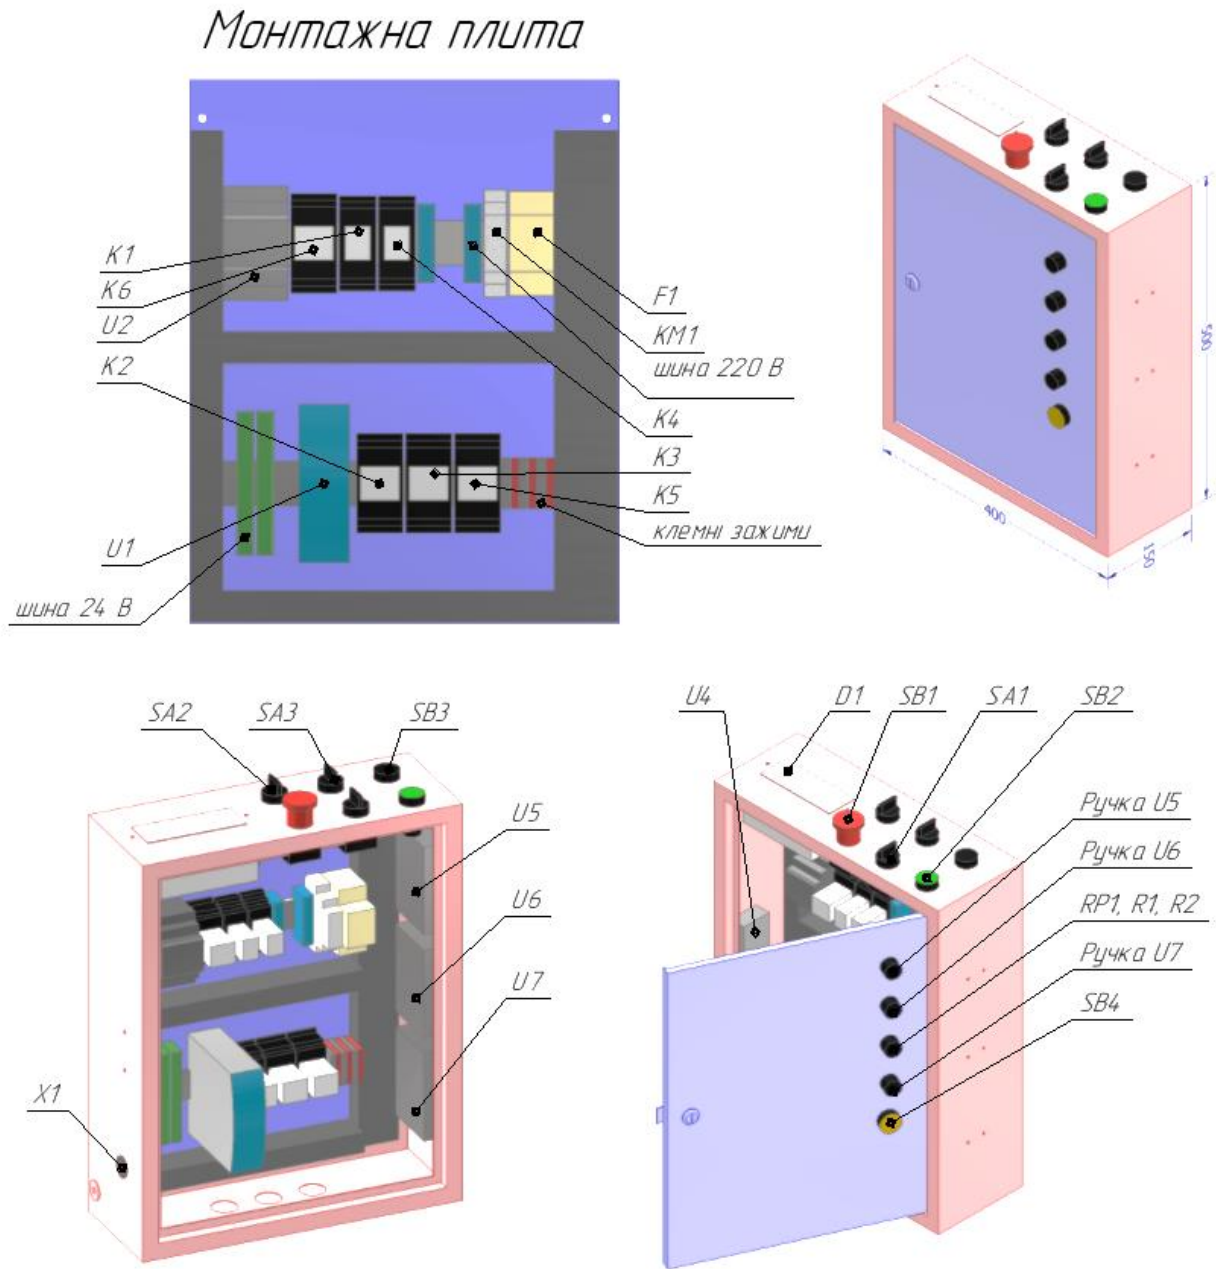 Монтажна плита
K1
K6
U2
K2
U1
шина 24 В
F1
KM1
шина 220 В
K4
K3
K5
клемні зажими
500
400
150
SA2
SA3
SB3
U5
U6
U7
X1
U4
D1
SB1
SA1
SB2
Ручка U5
Ручка U6
RP1, R1, R2
Ручка U7
SB4